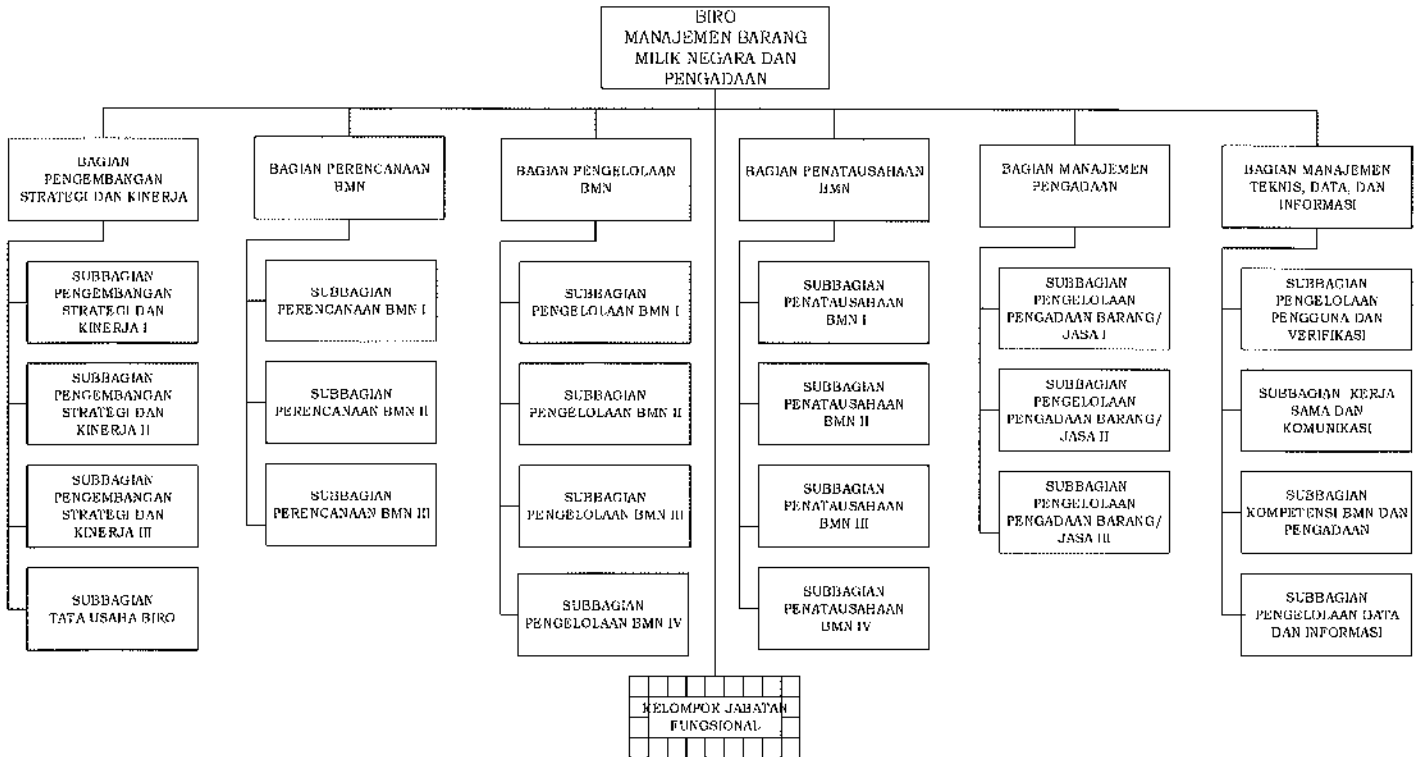 BIRO
MANAJEMEN BARANG
MILIK NEGARA DAN
PENGADAAN
BAGIAN
PENGEMBANGAN
STRATEGI DAN KINERJA
BAGIAN PERENCANAAN
BMN
BAGIAN PENGELOLAAN
BMN
BAGIAN PENATAUSAHAAN
BMN
BAGIAN MANAJEMEN
PENGADAAN
BAGIAN MANAJEMEN
TEKNIS, DATA, DAN
INFORMASI
SUBBAGIAN
PENGEMBANGAN
STRATEGI DAN
KINERJA I
SUBBAGIAN
PERENCANAAN BMN I
SUBBAGIAN
PENGELOLAAN BMN I
SUBBAGIAN
PENATAUSAHAAN
BMN I
SUBBAGIAN
PENGELOLAAN
PENGADAAN BARANG/
JASA I
SUBBAGIAN
PENGELOLAAN
PENGGUNA DAN
VERIFIKASI
SUBBAGIAN
PENGEMBANGAN
STRATEGI DAN
KINERJA II
SUBBAGIAN
PERENCANAAN BMN II
SUBBAGIAN
PENGELOLAAN BMN II
SUBBAGIAN
PENATAUSAHAAN
BMN II
SUBBAGIAN
PENGELOLAAN
PENGADAAN BARANG/
JASA II
SUBBAGIAN KERJA
SAMA DAN
KOMUNIKASI
SUBBAGIAN
PENGEMBANGAN
STRATEGI DAN
KINERJA III
SUBBAGIAN
PERENCANAAN BMN III
SUBBAGIAN
PENGELOLAAN BMN III
SUBBAGIAN
PENATAUSAHAAN
BMN III
SUBBAGIAN
PENGELOLAAN
PENGADAAN BARANG/
JASA III
SUBBAGIAN
KOMPETENSI BMN DAN
PENGADAAN
SUBBAGIAN
TATA USAHA BIRO
SUBBAGIAN
PENGELOLAAN BMN IV
SUBBAGIAN
PENATAUSAHAAN
BMN IV
SUBBAGIAN
PENGELOLAAN DATA
DAN INFORMASI
KELOMPOK JABATAN
FUNGSIONAL